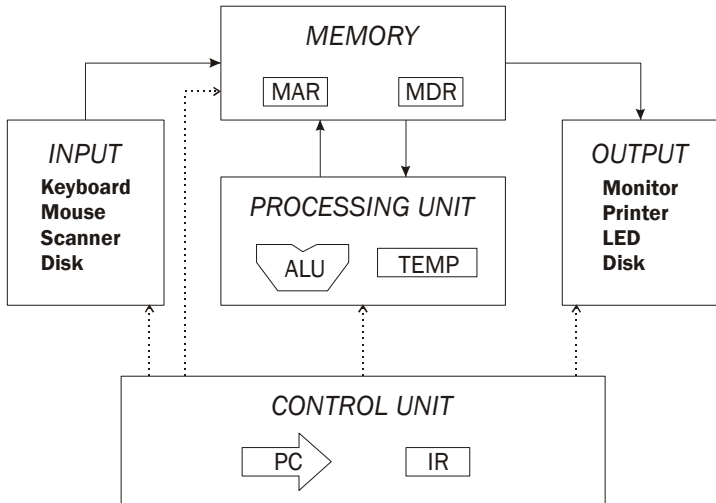 MEMORY
MAR MDR
INPUT
Keyboard
Mouse
Scanner
Disk
PROCESSING UNIT
ALU TEMP
OUTPUT
Monitor
Printer
LED
Disk
CONTROL UNIT
PC IR